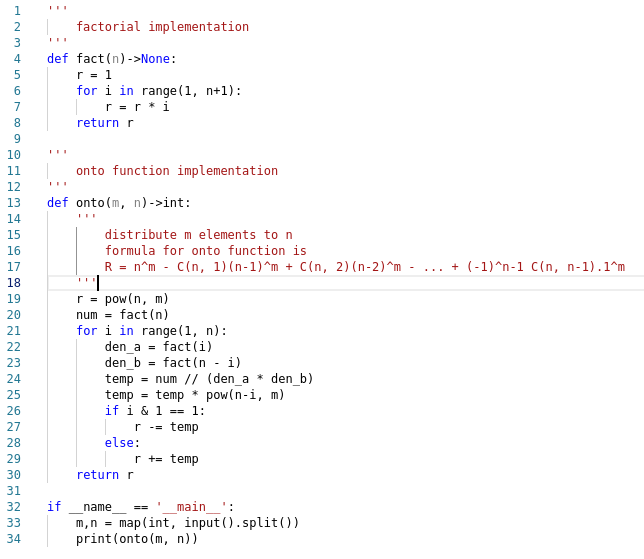 1 '''
2     factorial implementation
3 '''
4 def fact(n)->None:
5     r = 1
6     for i in range(1, n+1):
7         r = r * i
8     return r
9
10 '''
11     onto function implementation
12 '''
13 def onto(m, n)->int:
14     '''
15         distribute m elements to n
16         formula for onto function is
17         R = n^m - C(n, 1)(n-1)^m + C(n, 2)(n-2)^m - ... + (-1)^n-1 C(n, n-1).1^m
18     '''
19     r = pow(n, m)
20     num = fact(n)
21     for i in range(1, n):
22         den_a = fact(i)
23         den_b = fact(n - i)
24         temp = num // (den_a * den_b)
25         temp = temp * pow(n-i, m)
26         if i & 1 == 1:
27             r -= temp
28         else:
29             r += temp
30     return r
31
32 if __name__ == '__main__':
33     m,n = map(int, input().split())
34     print(onto(m, n))